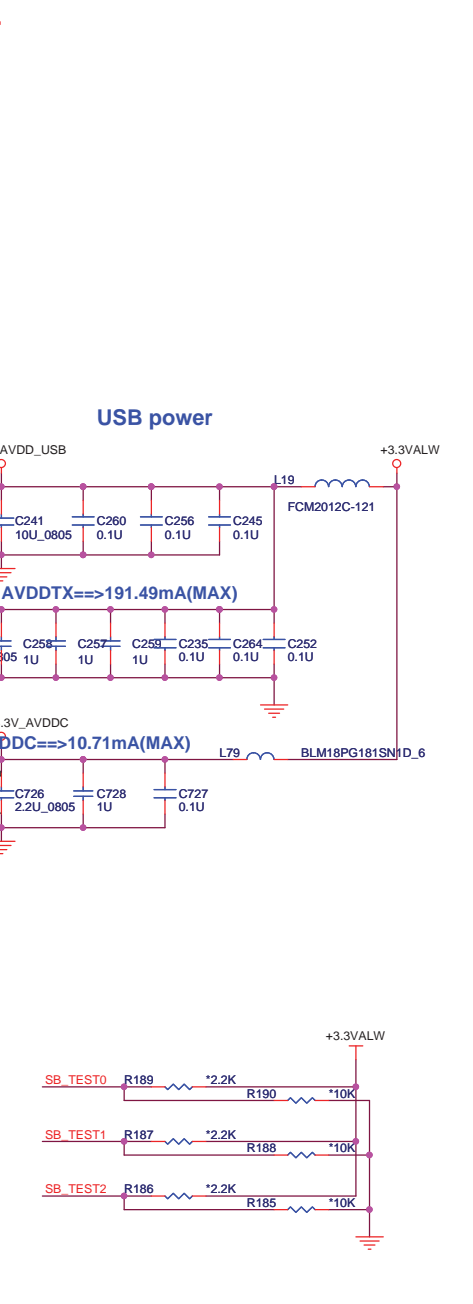 USB power
AVDD_USB
+3.3VALW
L19
FCM2012C-121
C241
10U_0805
C260
0.1U
C256
0.1U
C245
0.1U
AVDDTX==>191.49mA(MAX)
05
C258
1U
C257
1U
C259
1U
C235
0.1U
C264
0.1U
C252
0.1U
.3V_AVDDC
DDC==>10.71mA(MAX)
L79
BLM18PG181SN1D_6
C726
2.2U_0805
C728
1U
C727
0.1U
+3.3VALW
SB_TEST0 R189 *2.2K
R190 *10K
SB_TEST1 R187 *2.2K
R188 *10K
SB_TEST2 R186 *2.2K
R185 *10K